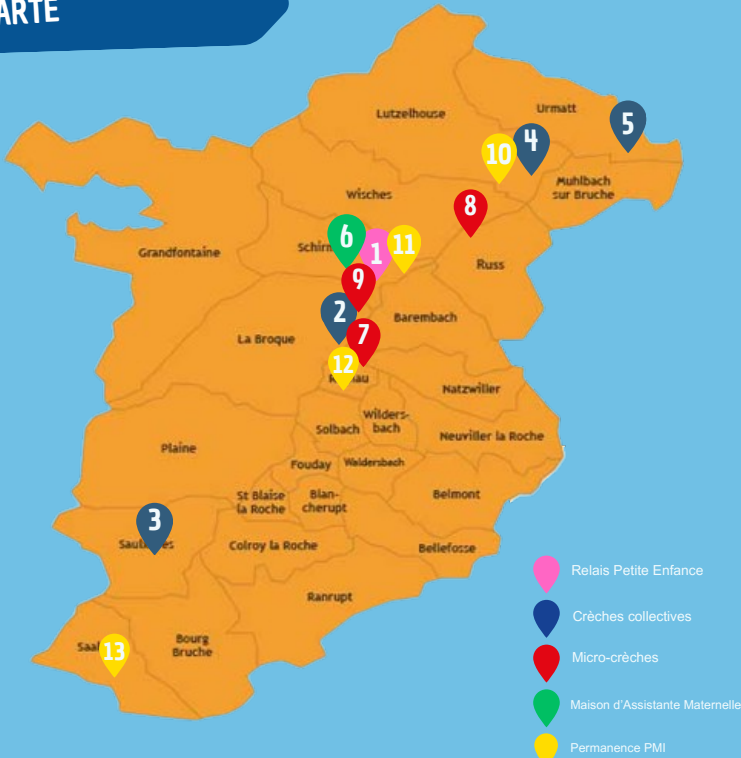 ARTE
Lutzelhouse
Urmatt
5
4
10
Muhlbach
sur Bruche
Wisches
8
Schirm
6
1
11
Grandfontaine
Russ
9
2
Barembach
La Broque
7
12
Natzwiller
Wilders-
bach
Solbach
Neuviller la Roche
Plaine
Fouday
Waldersbach
St Blaise
la Roche
Blan-
cherupt
Belmont
3
Colroy la Roche
Bellefosse
Relais Petite Enfance
Ranrupt
Crèches collectives
Bourg
Bruche
Saal
13
Micro-crèches
Maison d'Assistante Maternelle
Permanence PMI